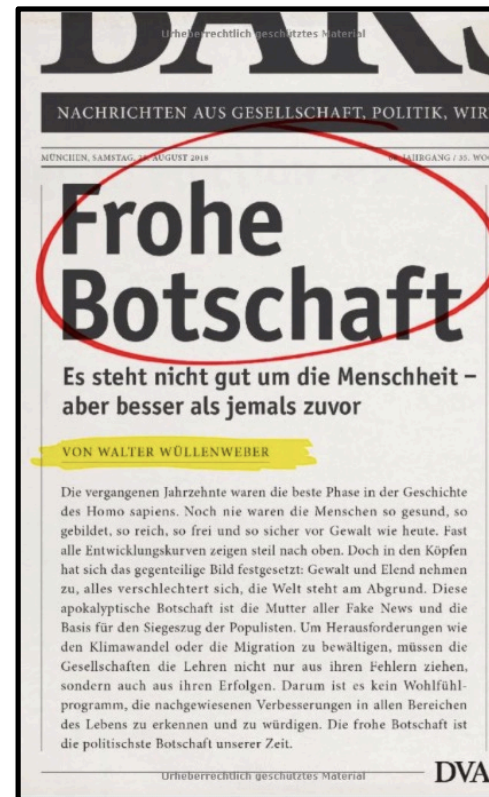 Urheberrechtlich geschütztes Material
NACHRICHTEN AUS GESELLSCHAFT, POLITIK, WIR
MÜNCHEN, SAMSTAG, AUGUST 2018
JAHRGANG / 35. WO
Frohe
Botschaft
Es steht nicht gut um die Menschheit –
aber besser als jemals zuvor
VON WALTER WÜLLENWEBER
Die vergangenen Jahrzehnte waren die beste Phase in der Geschichte
des Homo sapiens. Noch nie waren die Menschen so gesund, so
gebildet, so reich, so frei und so sicher vor Gewalt wie heute. Fast
alle Entwicklungskurven zeigen steil nach oben. Doch in den Köpfen
hat sich das gegenteilige Bild festgesetzt: Gewalt und Elend nehmen
zu, alles verschlechtert sich, die Welt steht am Abgrund. Diese
apokalyptische Botschaft ist die Mutter aller Fake News und die
Basis für den Siegeszug der Populisten. Um Herausforderungen wie
den Klimawandel oder die Migration zu bewältigen, müssen die
Gesellschaften die Lehren nicht nur aus ihren Fehlern ziehen,
sondern auch aus ihren Erfolgen. Darum ist es kein Wohlfühl-
programm, die nachgewiesenen Verbesserungen in allen Bereichen
des Lebens zu erkennen und zu würdigen. Die frohe Botschaft ist
die politischste Botschaft unserer Zeit.
Urheberrechtlich geschütztes Material
DVA